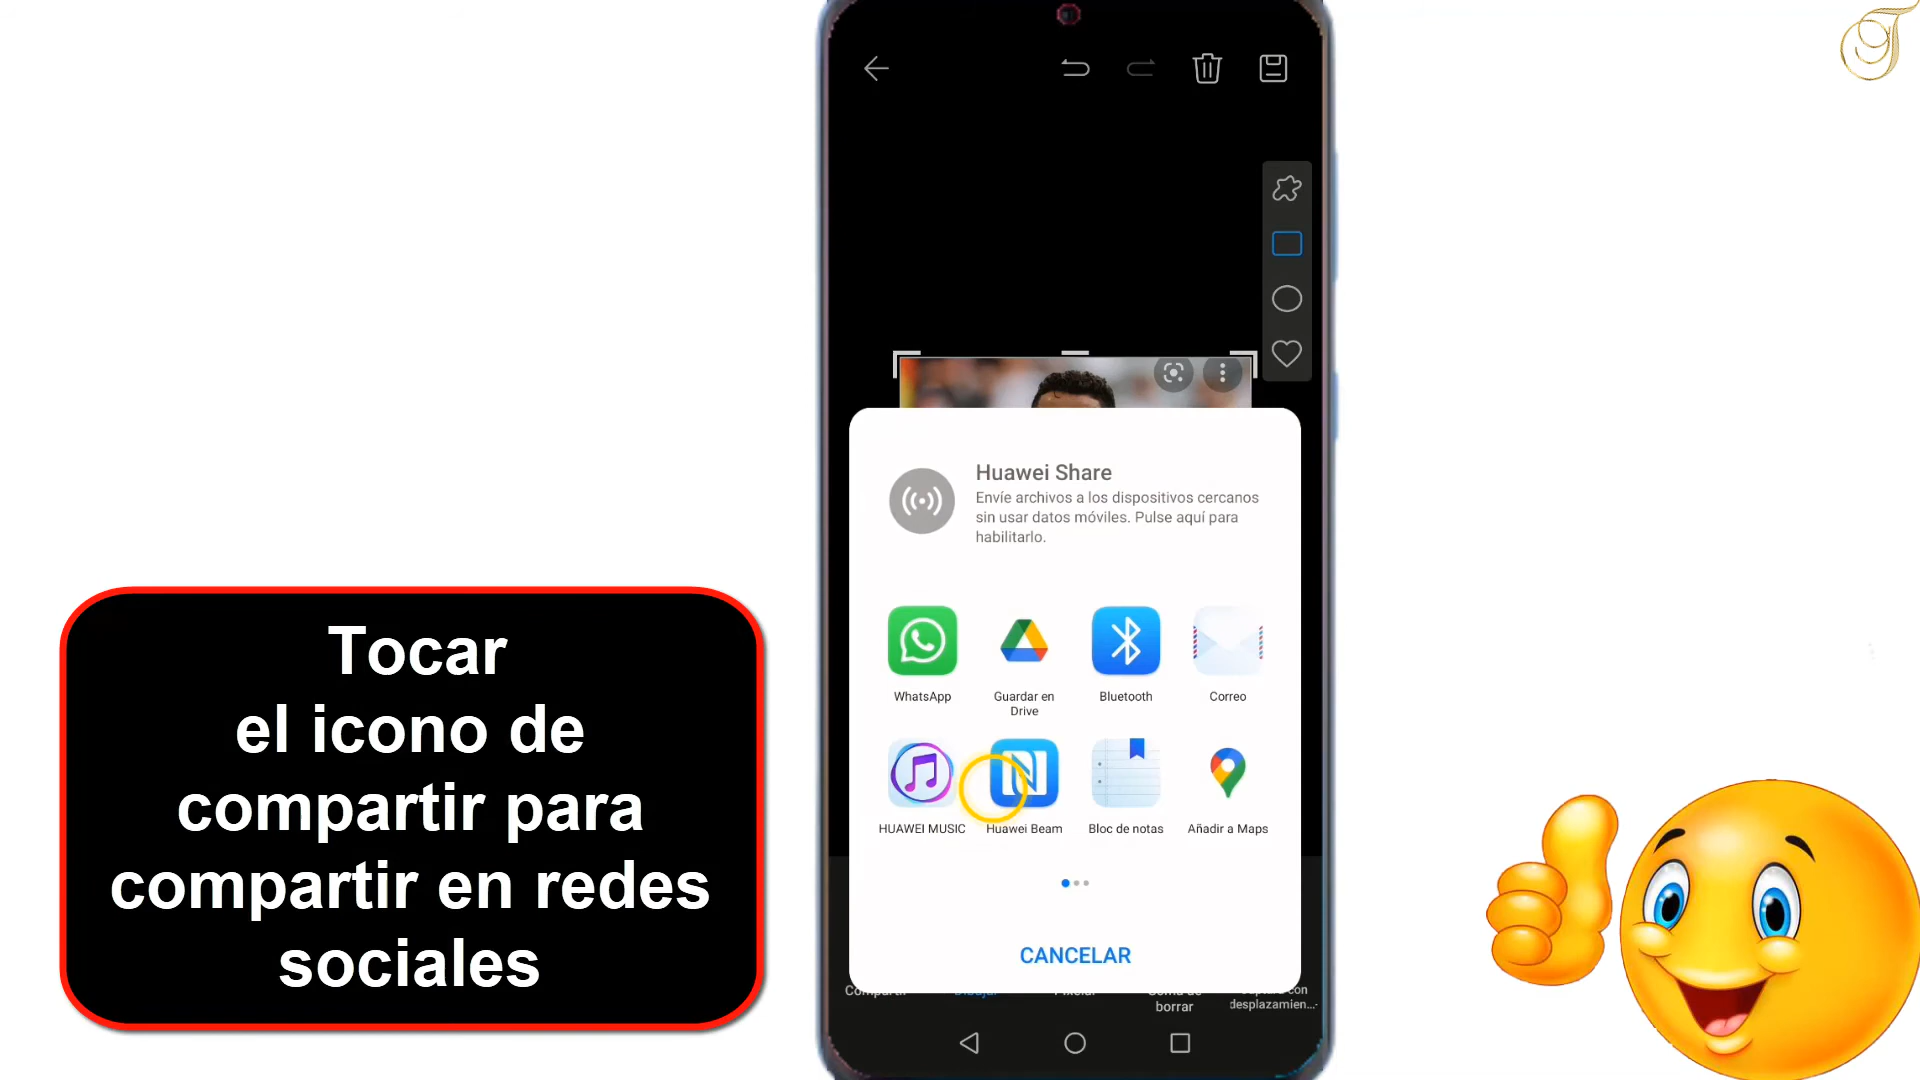 Huawei Share
Envíe archivos a los dispositivos cercanos
sin usar datos móviles. Pulse aquí para
habilitarlo.
WhatsApp
Guardar en
Drive
Bluetooth
Correo
HUAWEI MUSIC
Huawei Beam
Bloc de notas
Añadir a Maps
CANCELAR
borrar
desplazamien...
Tocar
el icono de
compartir para
compartir en redes
sociales